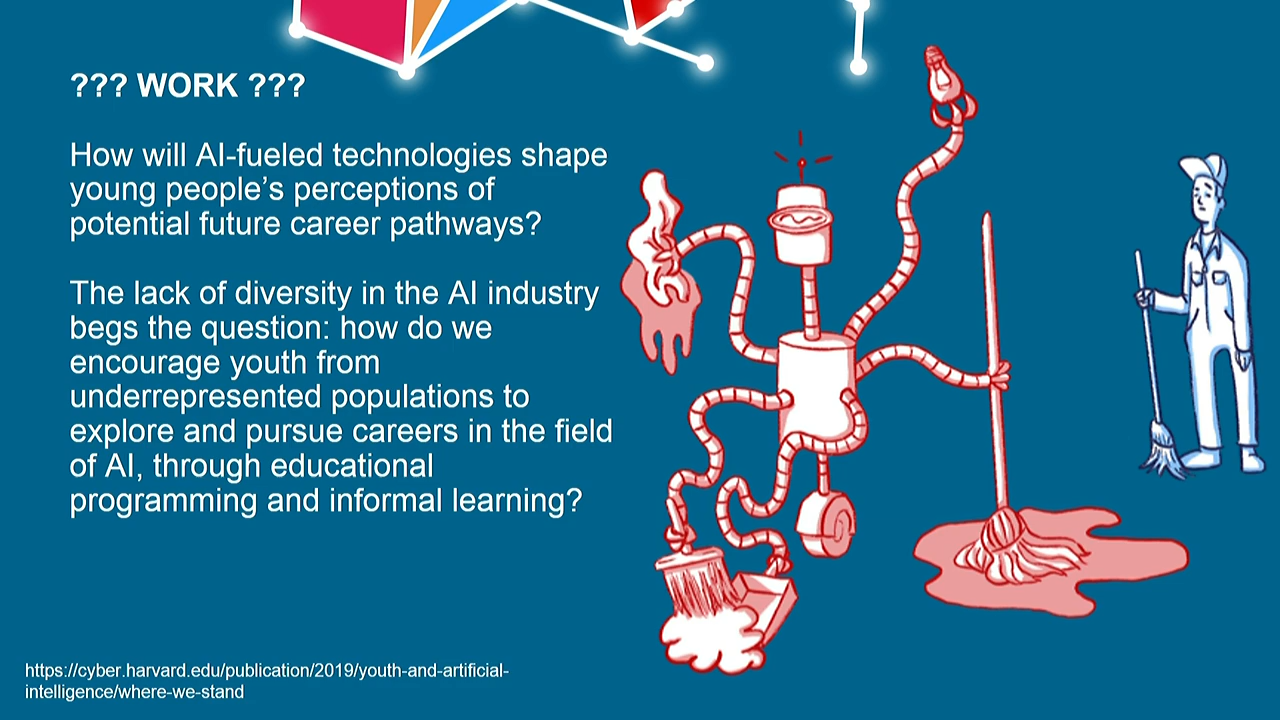 ??? WORK ???
How will AI-fueled technologies shape
young people’s perceptions of
potential future career pathways?
The lack of diversity in the AI industry
begs the question: how do we
encourage youth from
underrepresented populations to
explore and pursue careers in the field
of AI, through educational
programming and informal learning?
https://cyber.harvard.edu/publication/2019/youth-and-artificial-
intelligence/where-we-stand